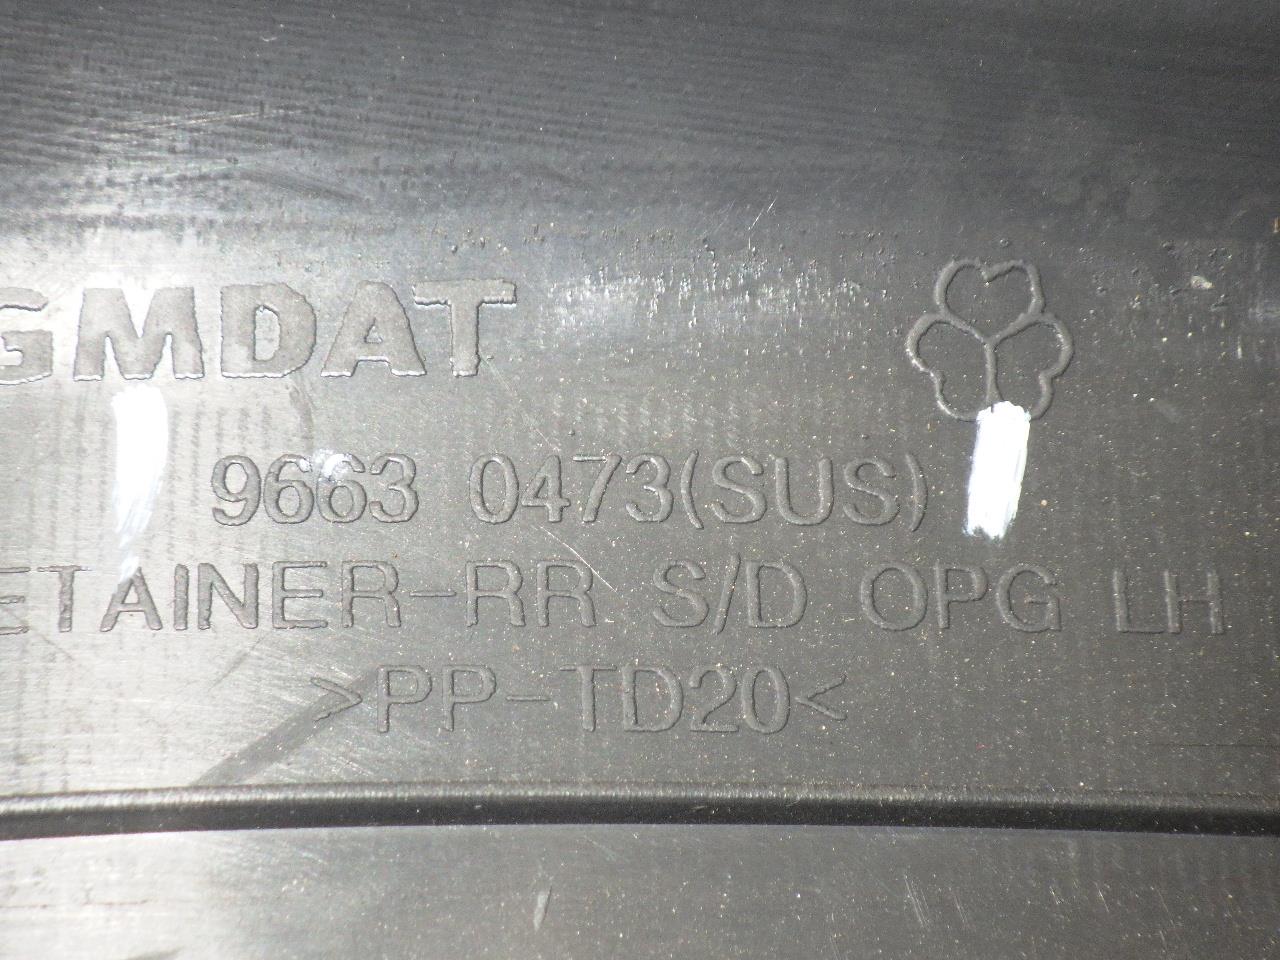 GMDAT
9663 0473(SUS)
ETAINER-RR S/D OPG LH
>PP-TD20<